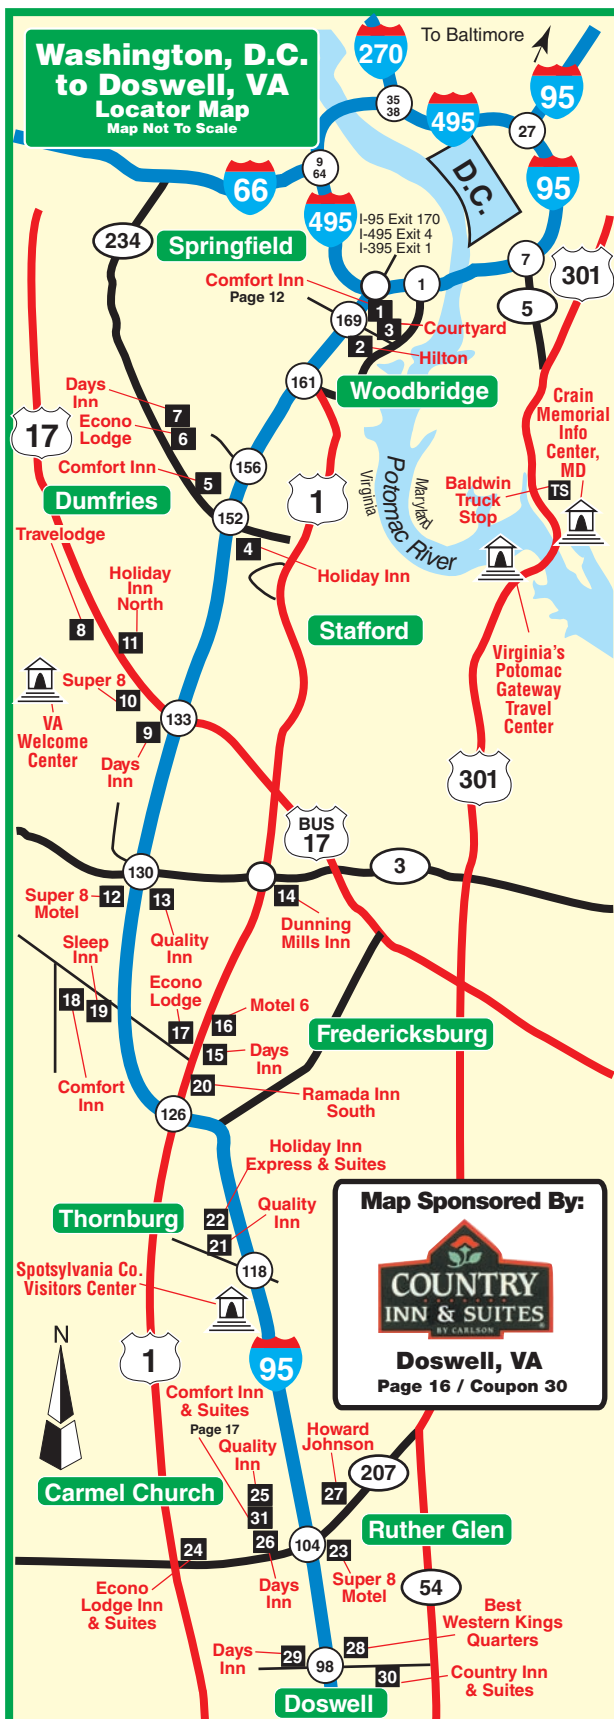 To Baltimore
Washington, D.C.
to Doswell, VA
Locator Map
Map Not To Scale
270
95
35
38
495
27
9
64
66
D.C.
95
495
I-95 Exit 170
I-495 Exit 4
I-395 Exit 1
234
Springfield
7
301
Comfort Inn
Page 12
1
1
5
169
3
Courtyard
2
Hilton
161
Woodbridge
Days
Inn
7
Econo
Lodge
6
17
Crain
Memorial
Info
Center,
MD
156
Comfort Inn
5
Potomac River
Maryland
Virginia
Baldwin
Truck
Stop
TS
Dumfries
1
152
Travelodge
4
Holiday Inn
Holiday
Inn
North
8
11
Stafford
Virginia's
Potomac
Gateway
Travel
Center
Super 8
10
VA
Welcome
Center
133
9
Days
Inn
301
BUS
17
3
130
Super 8
Motel
12
13
14
Quality
Inn
Dunning
Mills Inn
Sleep
Inn
Econo
Lodge
18
19
17
16
Motel 6
15
Days
Inn
Fredericksburg
Comfort
Inn
20
Ramada Inn
South
126
Holiday Inn
Express & Suites
Thornburg
22
Quality
Inn
21
118
Spotsylvania Co.
Visitors Center
Map Sponsored By:
COUNTRY
INN & SUITES
BY CARLSON
®
Doswell, VA
Page 16 / Coupon 30
N
1
95
Comfort Inn
& Suites
Page 17
Quality
Inn
Howard
Johnson
207
Carmel Church
25
27
31
Ruther Glen
24
26
104
23
Econo
Lodge Inn
& Suites
Days
Inn
Super 8
Motel
54
Best
Western Kings
Quarters
Days
Inn
29
28
98
30
Country Inn
& Suites
Doswell